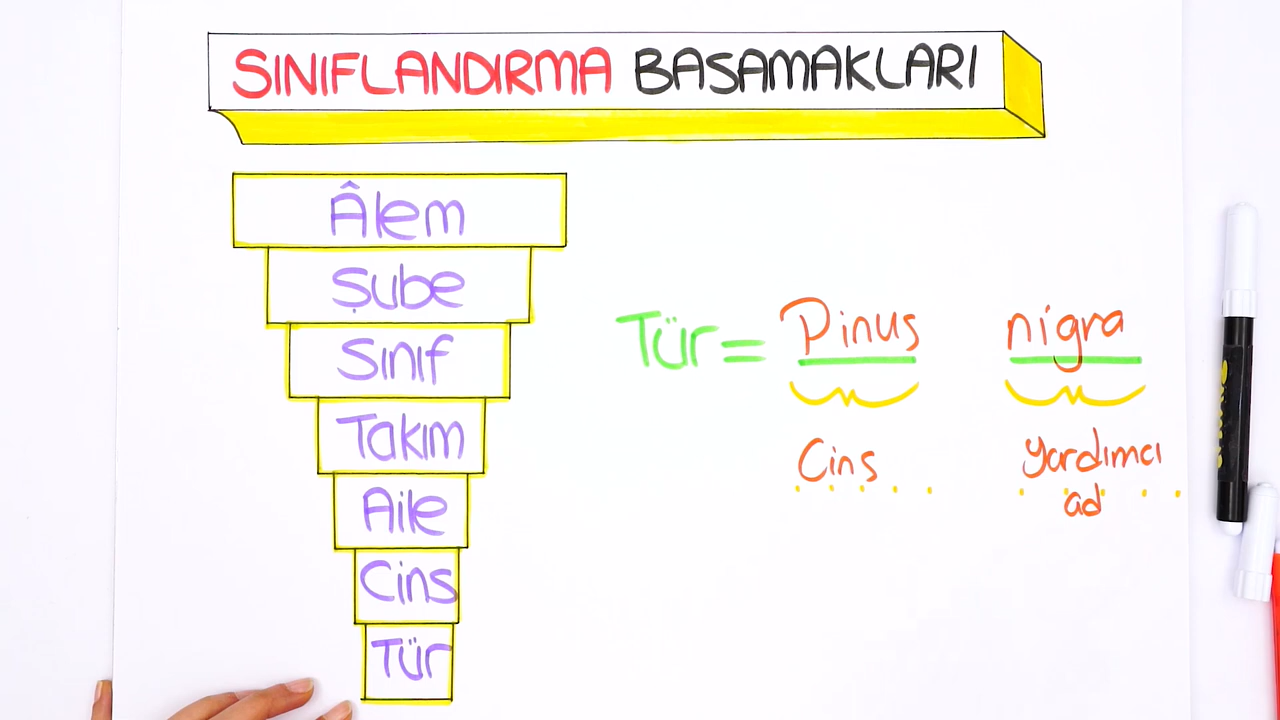 SINIFLANDIRMA BASAMAKLARI
Âlem
Şube
Sınıf
Takım
Aile
Cins
Tür
Tür = Pinus nigra
Cins
yardımcı
ad